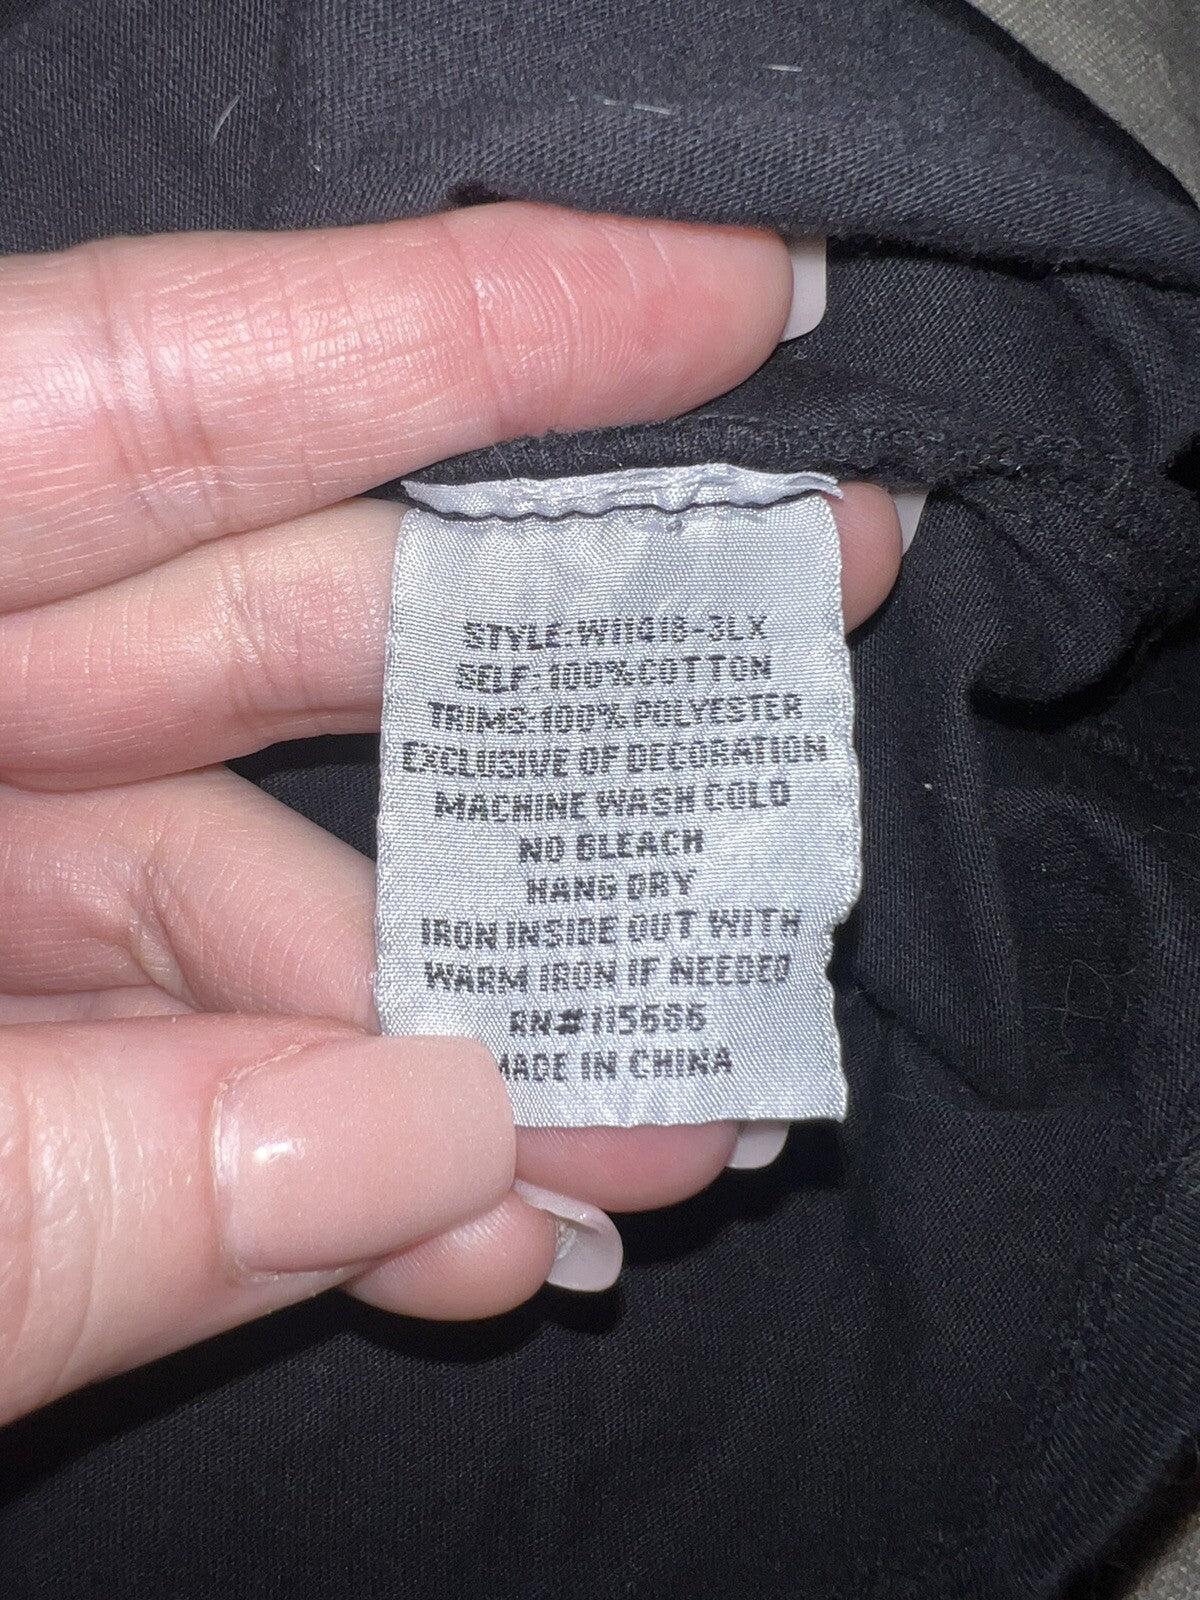 STYLE:W11418-3LX
SELF:100%COTTON
TRIMS:100%POLYESTER
EXCLUSIVE OF DECORATION
MACHINE WASH COLD
NO BLEACH
HANG DRY
IRON INSIDE OUT WITH
WARM IRON IF NEEDED
RN#115666
MADE IN CHINA